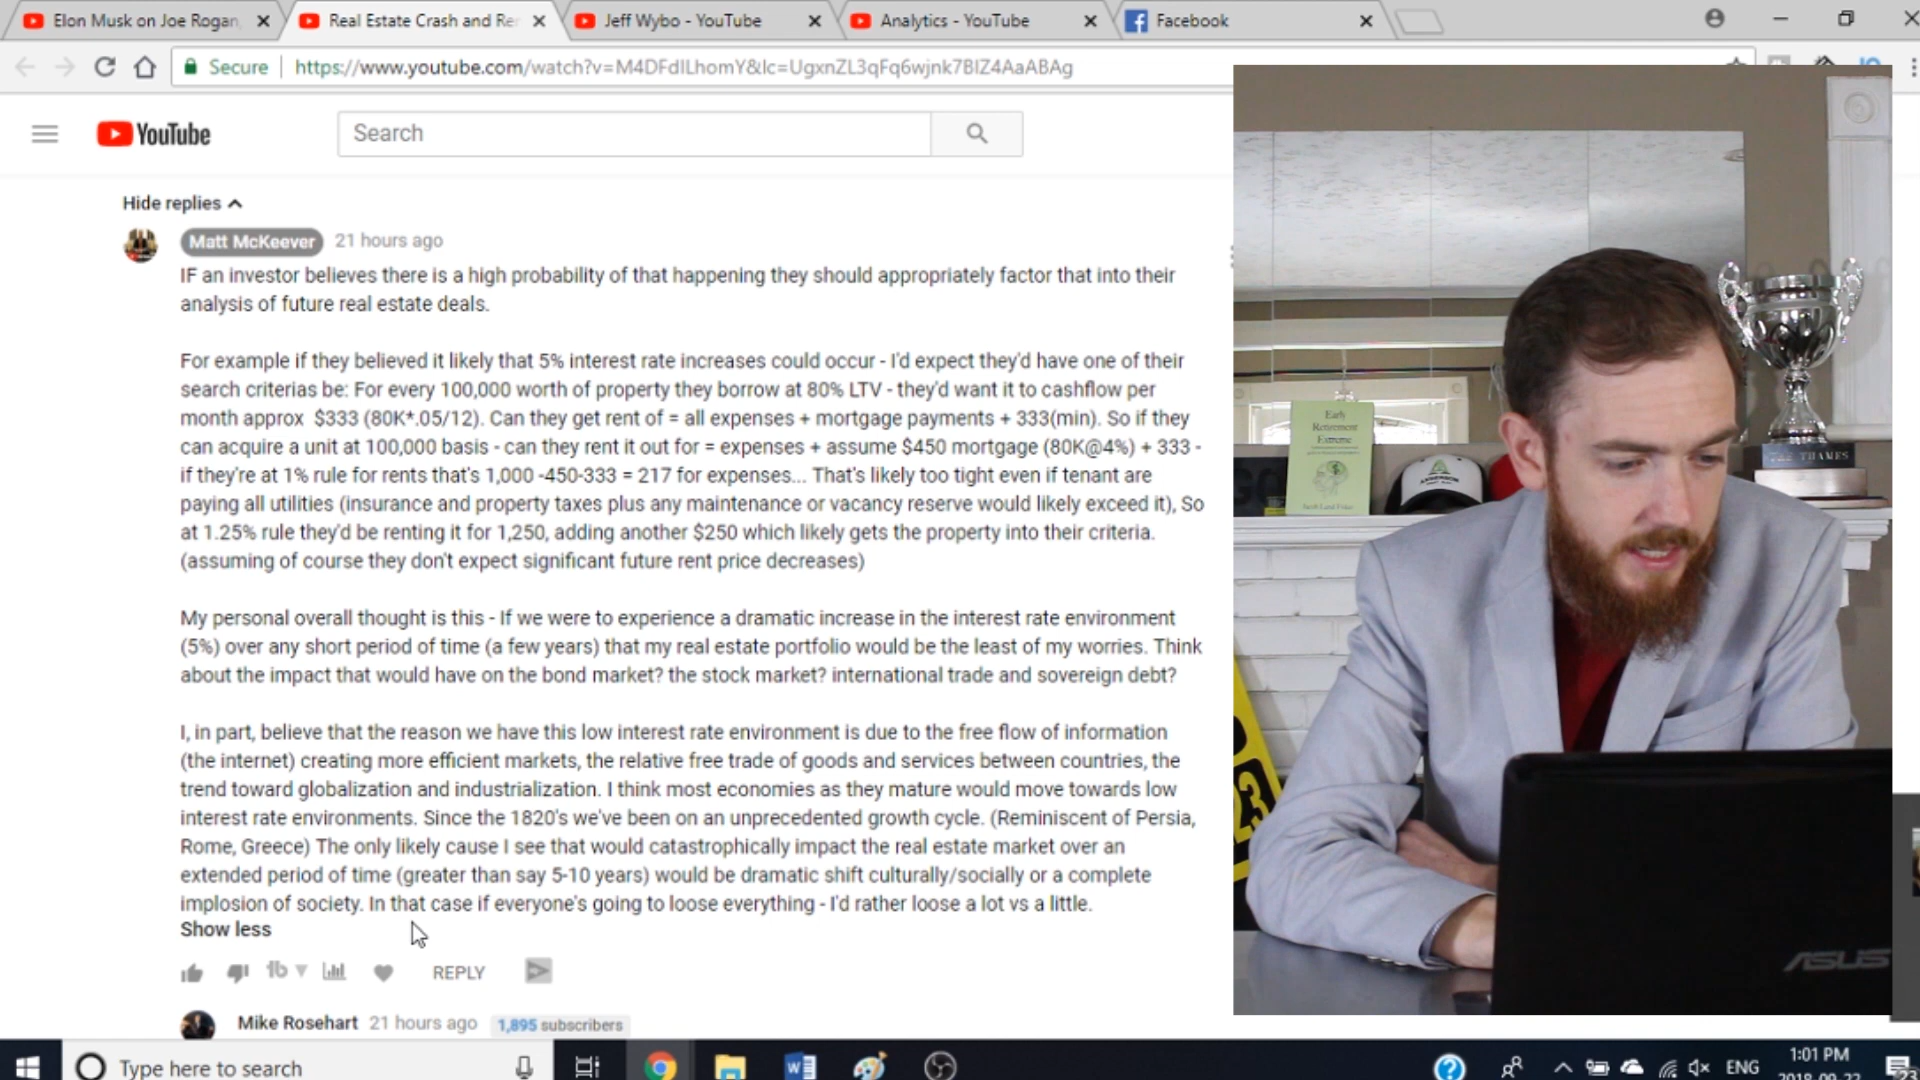 Elon Musk on Joe Rogan
Real Estate Crash and Re
Jeff Wybo - YouTube
Analytics - YouTube
Facebook
Secure
https://www.youtube.com/watch?v=M4DFdILhomY&lc=UgxnZL3qFq6wjnk7BIZ4AaABAg
YouTube
Search
Hide replies
Matt McKeever 21 hours ago
IF an investor believes there is a high probability of that happening they should appropriately factor that into their
analysis of future real estate deals.
For example if they believed it likely that 5% interest rate increases could occur - I'd expect they'd have one of their
search criterias be: For every 100,000 worth of property they borrow at 80% LTV - they'd want it to cashflow per
month approx $333 (80K*.05/12). Can they get rent of = all expenses + mortgage payments + 333(min). So if they
can acquire a unit at 100,000 basis - can they rent it out for = expenses + assume $450 mortgage (80K@4%) + 333 -
if they're at 1% rule for rents that's 1,000 -450-333 = 217 for expenses... That's likely too tight even if tenant are
paying all utilities (insurance and property taxes plus any maintenance or vacancy reserve would likely exceed it), So
at 1.25% rule they'd be renting it for 1,250, adding another $250 which likely gets the property into their criteria.
(assuming of course they don't expect significant future rent price decreases)
My personal overall thought is this - If we were to experience a dramatic increase in the interest rate environment
(5%) over any short period of time (a few years) that my real estate portfolio would be the least of my worries. Think
about the impact that would have on the bond market? the stock market? international trade and sovereign debt?
I, in part, believe that the reason we have this low interest rate environment is due to the free flow of information
(the internet) creating more efficient markets, the relative free trade of goods and services between countries, the
trend toward globalization and industrialization. I think most economies as they mature would move towards low
interest rate environments. Since the 1820's we've been on an unprecedented growth cycle. (Reminiscent of Persia,
Rome, Greece) The only likely cause I see that would catastrophically impact the real estate market over an
extended period of time (greater than say 5-10 years) would be dramatic shift culturally/socially or a complete
implosion of society. In that case if everyone's going to loose everything - I'd rather loose a lot vs a little.
Show less
REPLY
Mike Rosehart 21 hours ago 1,895 subscribers
Early
Retirement
Extreme
THE THAMES
23
ASUS
Type here to search
ENG
1:01 PM